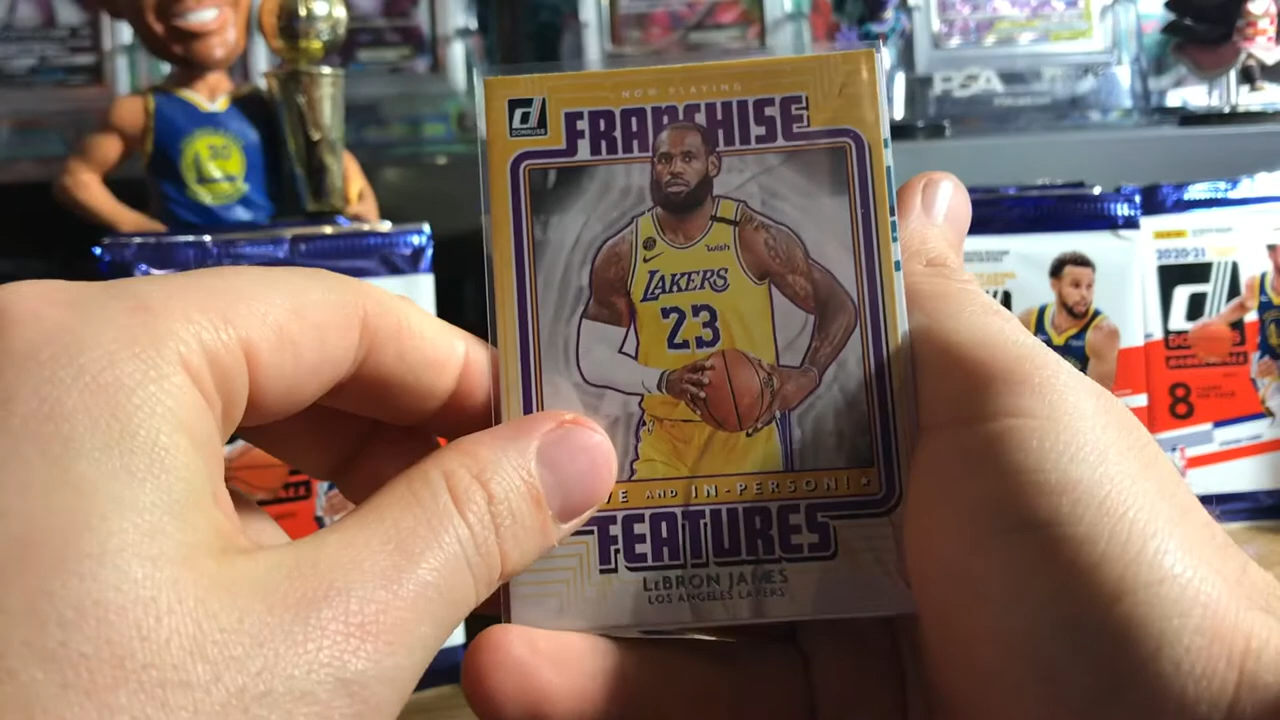 NOW PLAYING
DONRUSS
FRANCHISE
wish
LAKERS
23
VE AND IN-PERSON!
FEATURES
LEBRON JAMES
LOS ANGELES LAKERS
PSA
30
2020-21
8